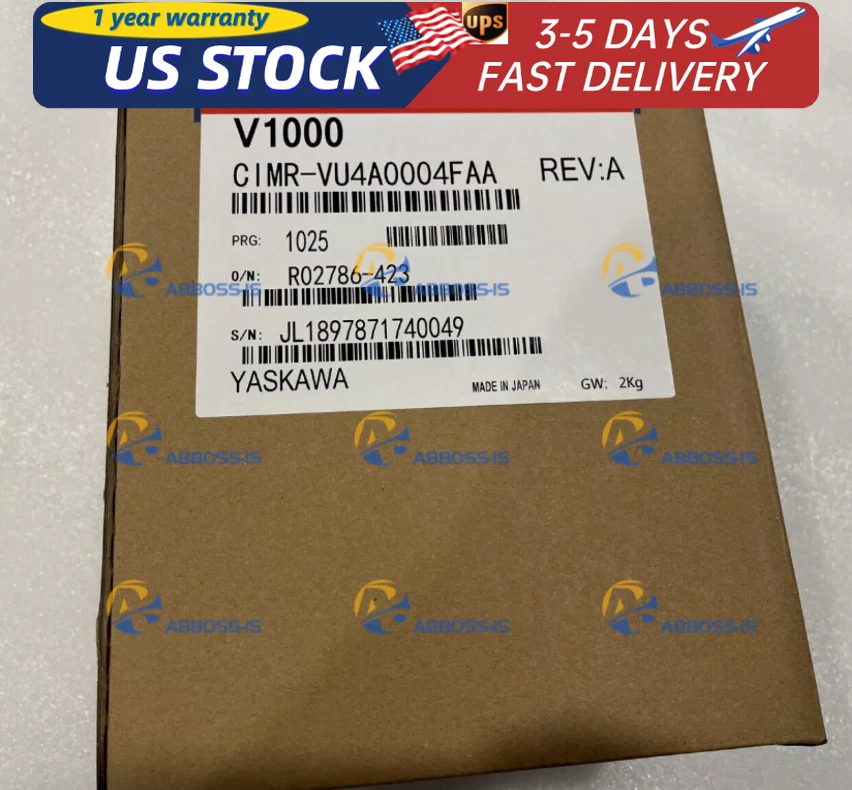 1 year warranty
US STOCK
ups
3-5 DAYS
FAST DELIVERY
V1000
CIMR-VU4A0004FAA REV:A
PRG: 1025
O/N: R02786-423
S/N: JL1897871740049
YASKAWA MADE IN JAPAN GW: 2Kg
ABBOSS-IS ABBOSS-IS ABBOSS-IS
ABBOSS-IS ABBOSS-IS ABBOSS-IS
ABBOSS-IS ABBOSS-IS ABBOSS-IS